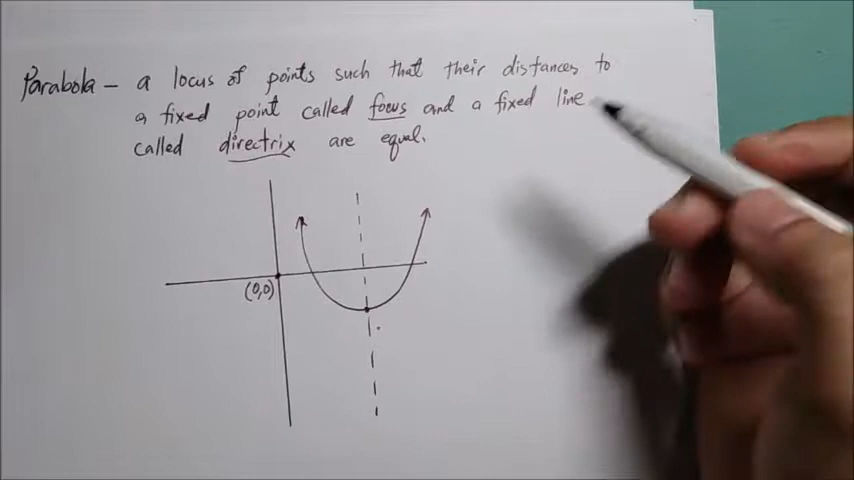 Parabola - a locus of points such that their distances to
a fixed point called focus and a fixed line
called directrix are equal.
(0,0)